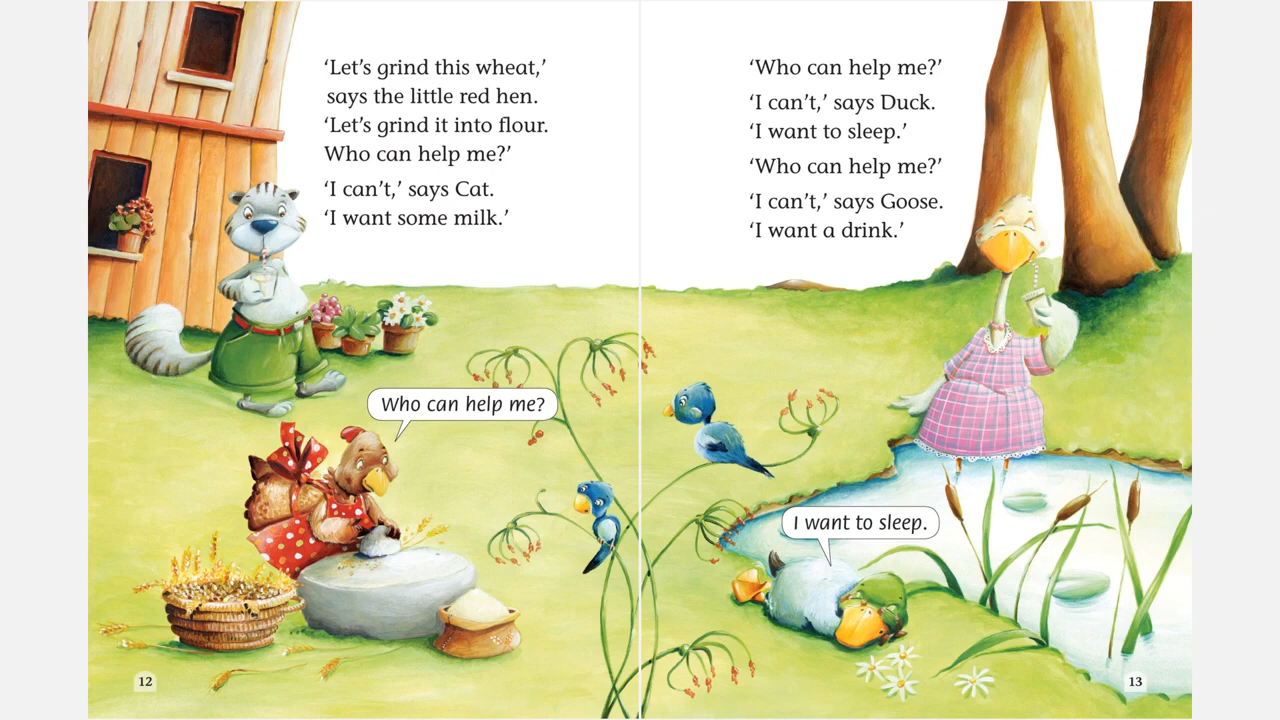 ‘Let’s grind this wheat,’
says the little red hen.
‘Let’s grind it into flour.
Who can help me?’
‘I can’t,’ says Cat.
‘I want some milk.’
Who can help me?
12
‘Who can help me?’
‘I can’t,’ says Duck.
‘I want to sleep.’
‘Who can help me?’
‘I can’t,’ says Goose.
‘I want a drink.’
I want to sleep.
13